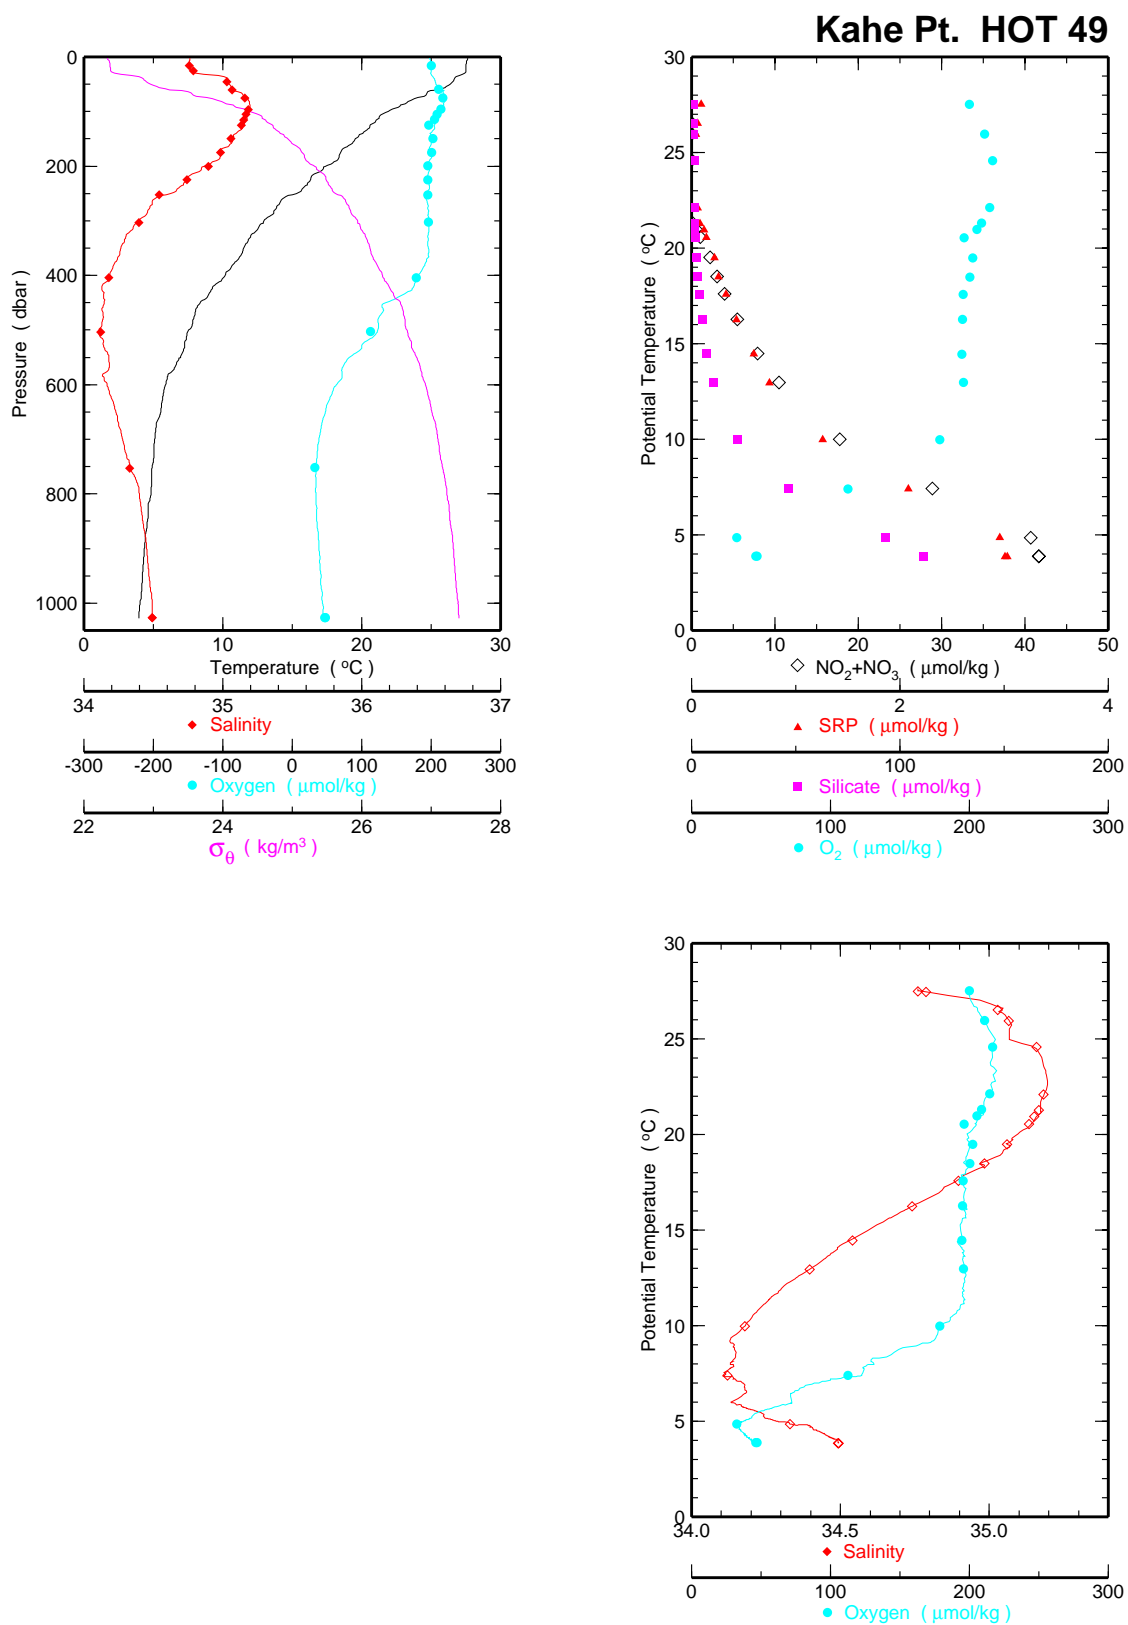 Kahe Pt. HOT 49
0
200
400
600
800
1000
Pressure ( dbar)
0 10 20 30
Temperature ( °C )
34 35 36 37
Salinity
-300 -200 -100 0 100 200 300
Oxygen ( μmol/kg )
22 24 26 28
σθ ( kg/m³ )
30
25
20
15
10
5
0
Potential Temperature ( °C)
0 10 20 30 40 50
NO₂+NO₃ ( μmol/kg )
0 2 4
SRP ( μmol/kg )
0 100 200
Silicate ( μmol/kg )
0 100 200 300
O₂ ( μmol/kg )
30
25
20
15
10
5
0
Potential Temperature ( °C)
34.0 34.5 35.0
Salinity
0 100 200 300
Oxygen ( μmol/kg )